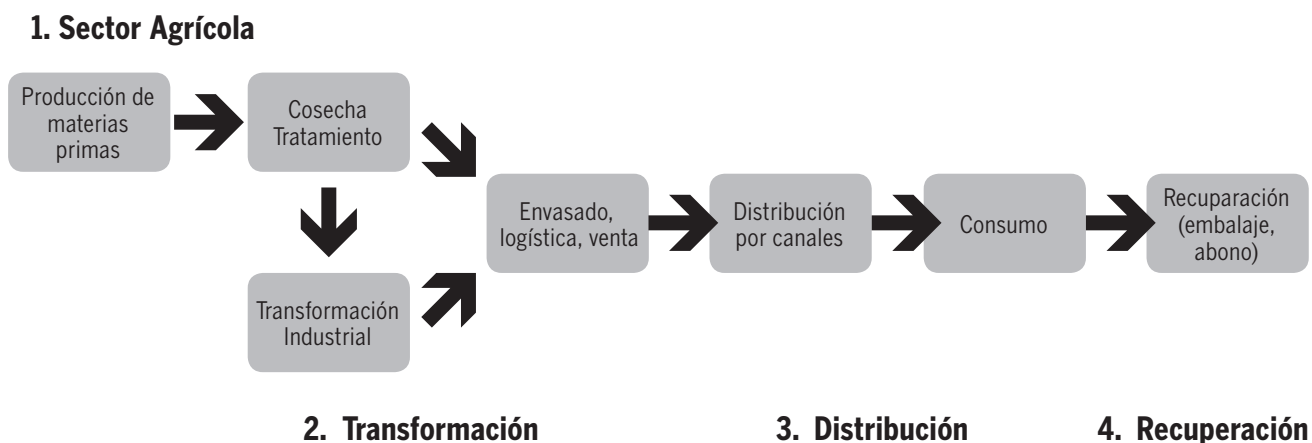 1. Sector Agrícola
Producción de
materias
primas
Cosecha
Tratamiento
Transformación
Industrial
Envasado,
logística, venta
Distribución
por canales
Consumo
Recuparación
(embalaje,
abono)
2. Transformación
3. Distribución
4. Recuperación